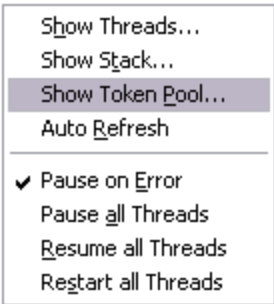 Show Threads...
Show Stack...
Show Token Pool...
Auto Refresh
Pause on Error
Pause all Threads
Resume all Threads
Restart all Threads